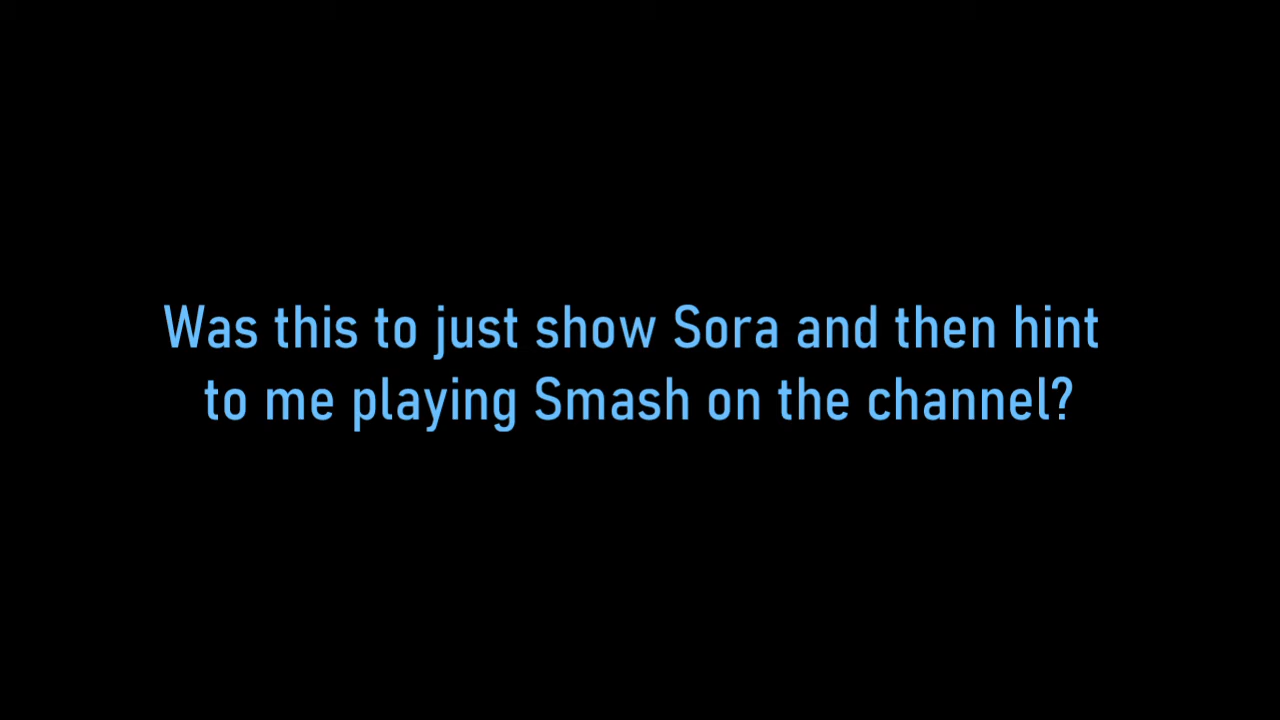 Was this to just show Sora and then hint
to me playing Smash on the channel?